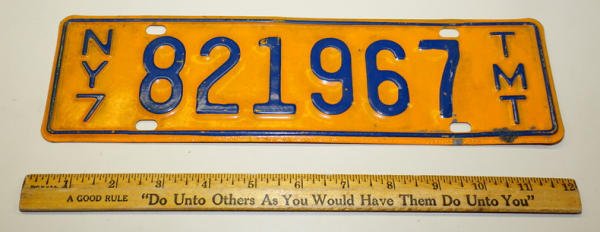 NY7 821967 TMT
1 2 3 4 5 6 7 8 9 10 11 12
A GOOD RULE "Do Unto Others As You Would Have Them Do Unto You"